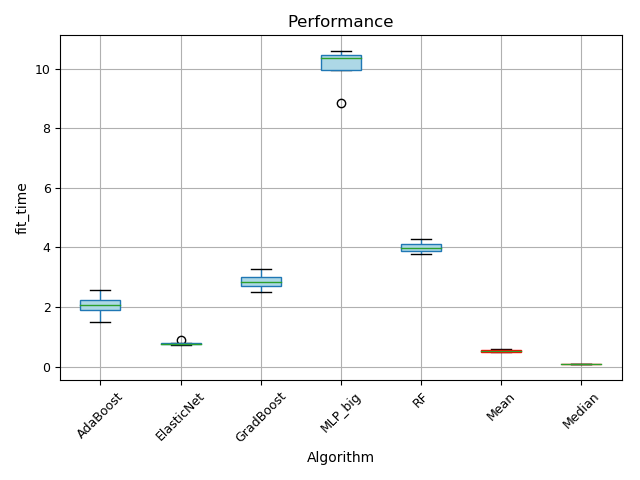 Performance
fit_time
10
8
6
4
2
0
AdaBoost
ElasticNet
GradBoost
MLP_big
RF
Mean
Median
Algorithm